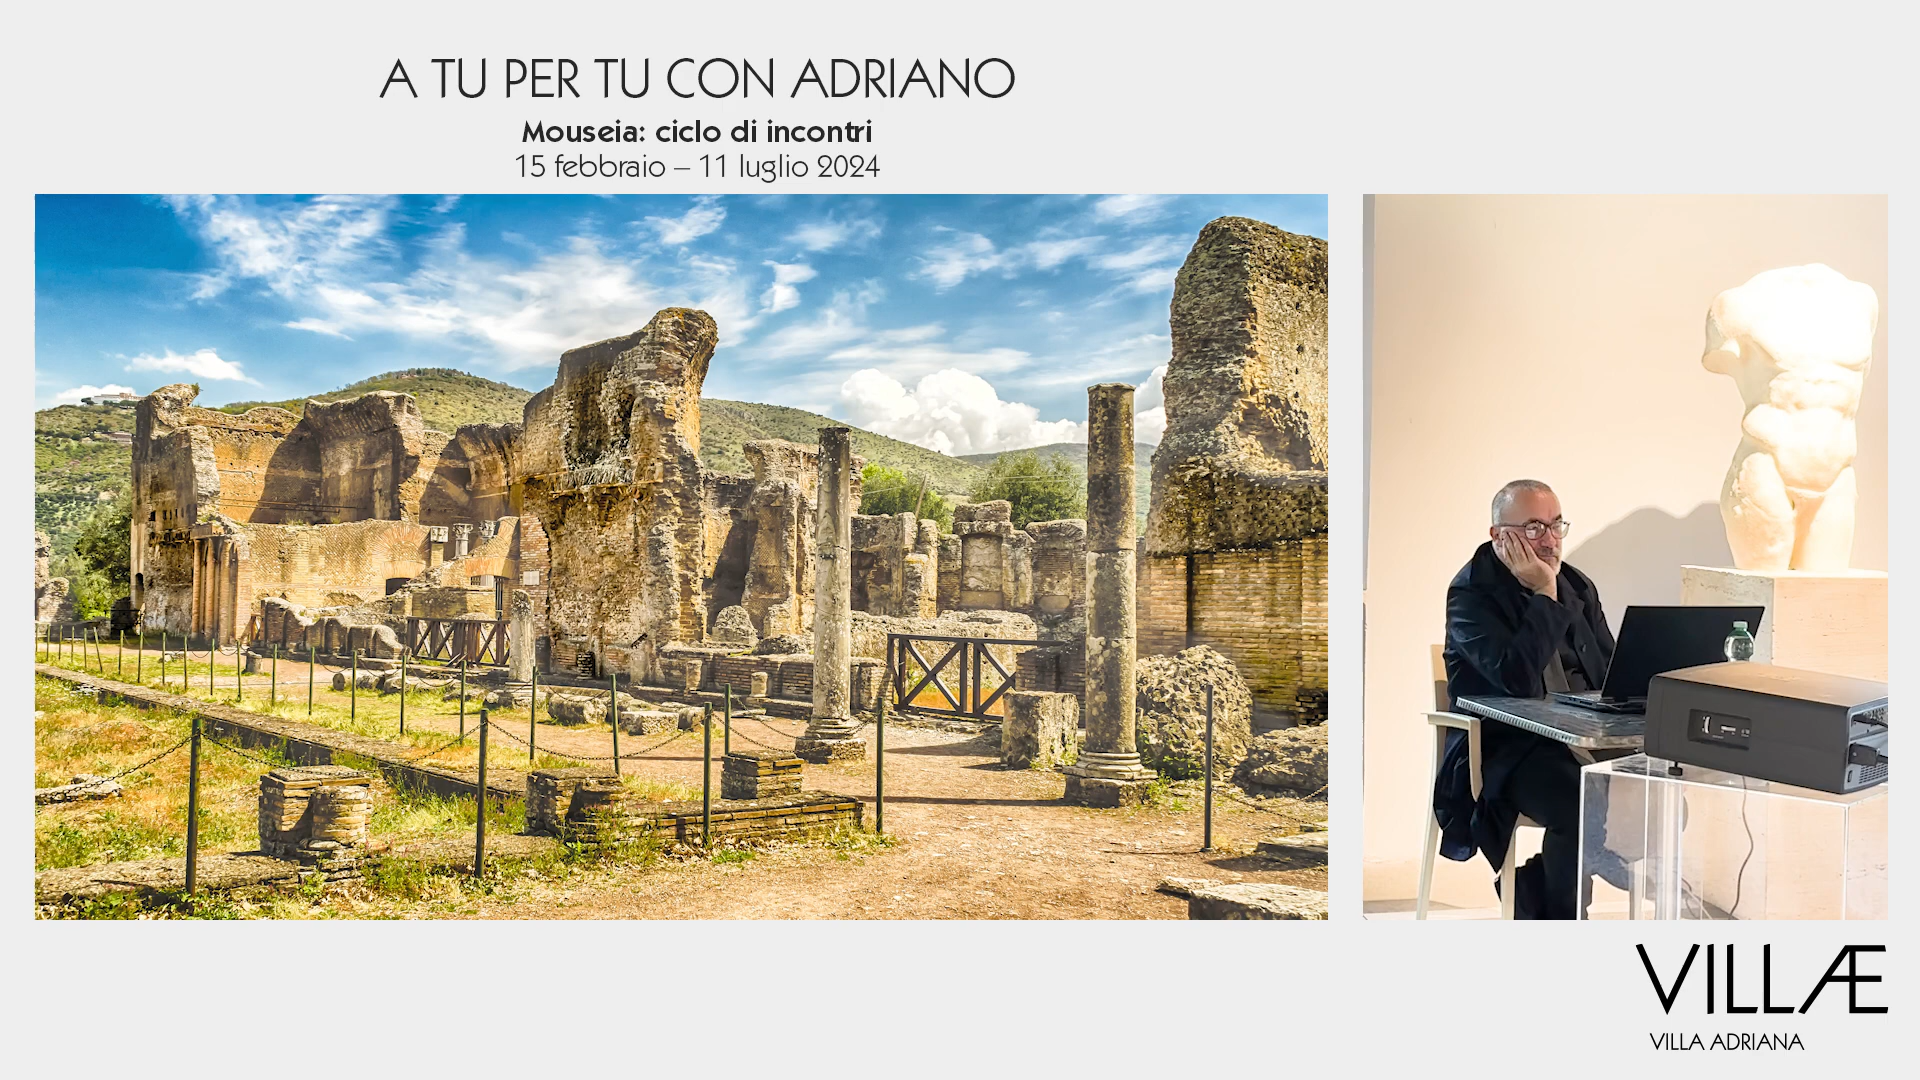 A TU PER TU CON ADRIANO
Mouseia: ciclo di incontri
15 febbraio – 11 luglio 2024
VILLÆ
VILLA ADRIANA